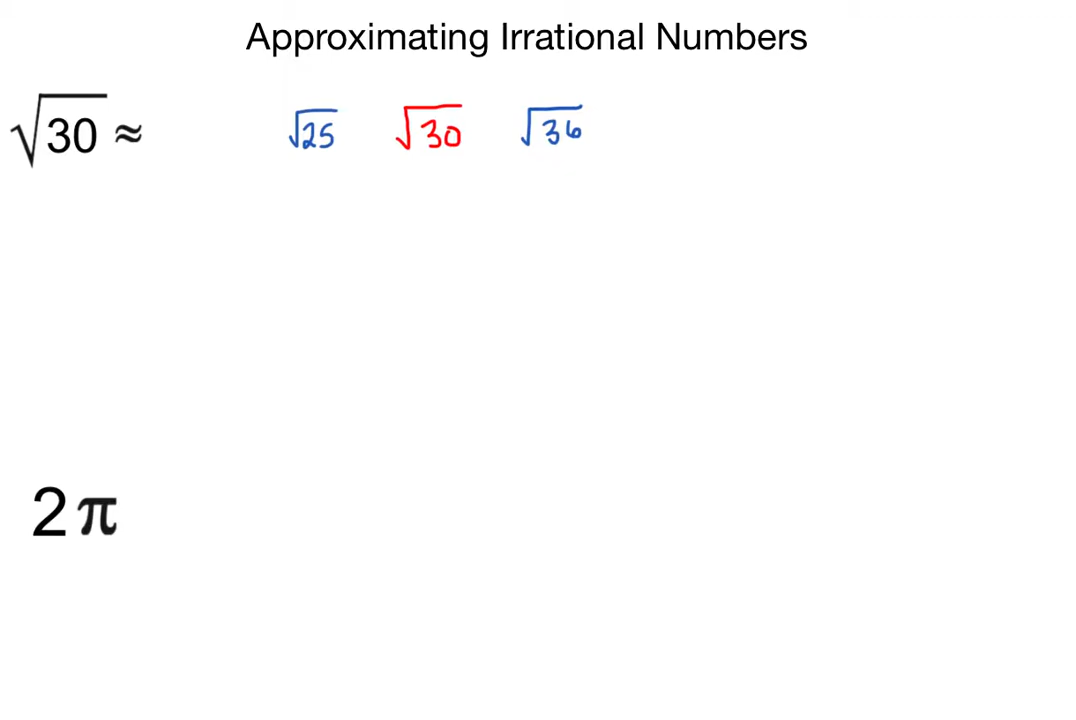 Approximating Irrational Numbers
√30 ≈ √25 √30 √36
2π